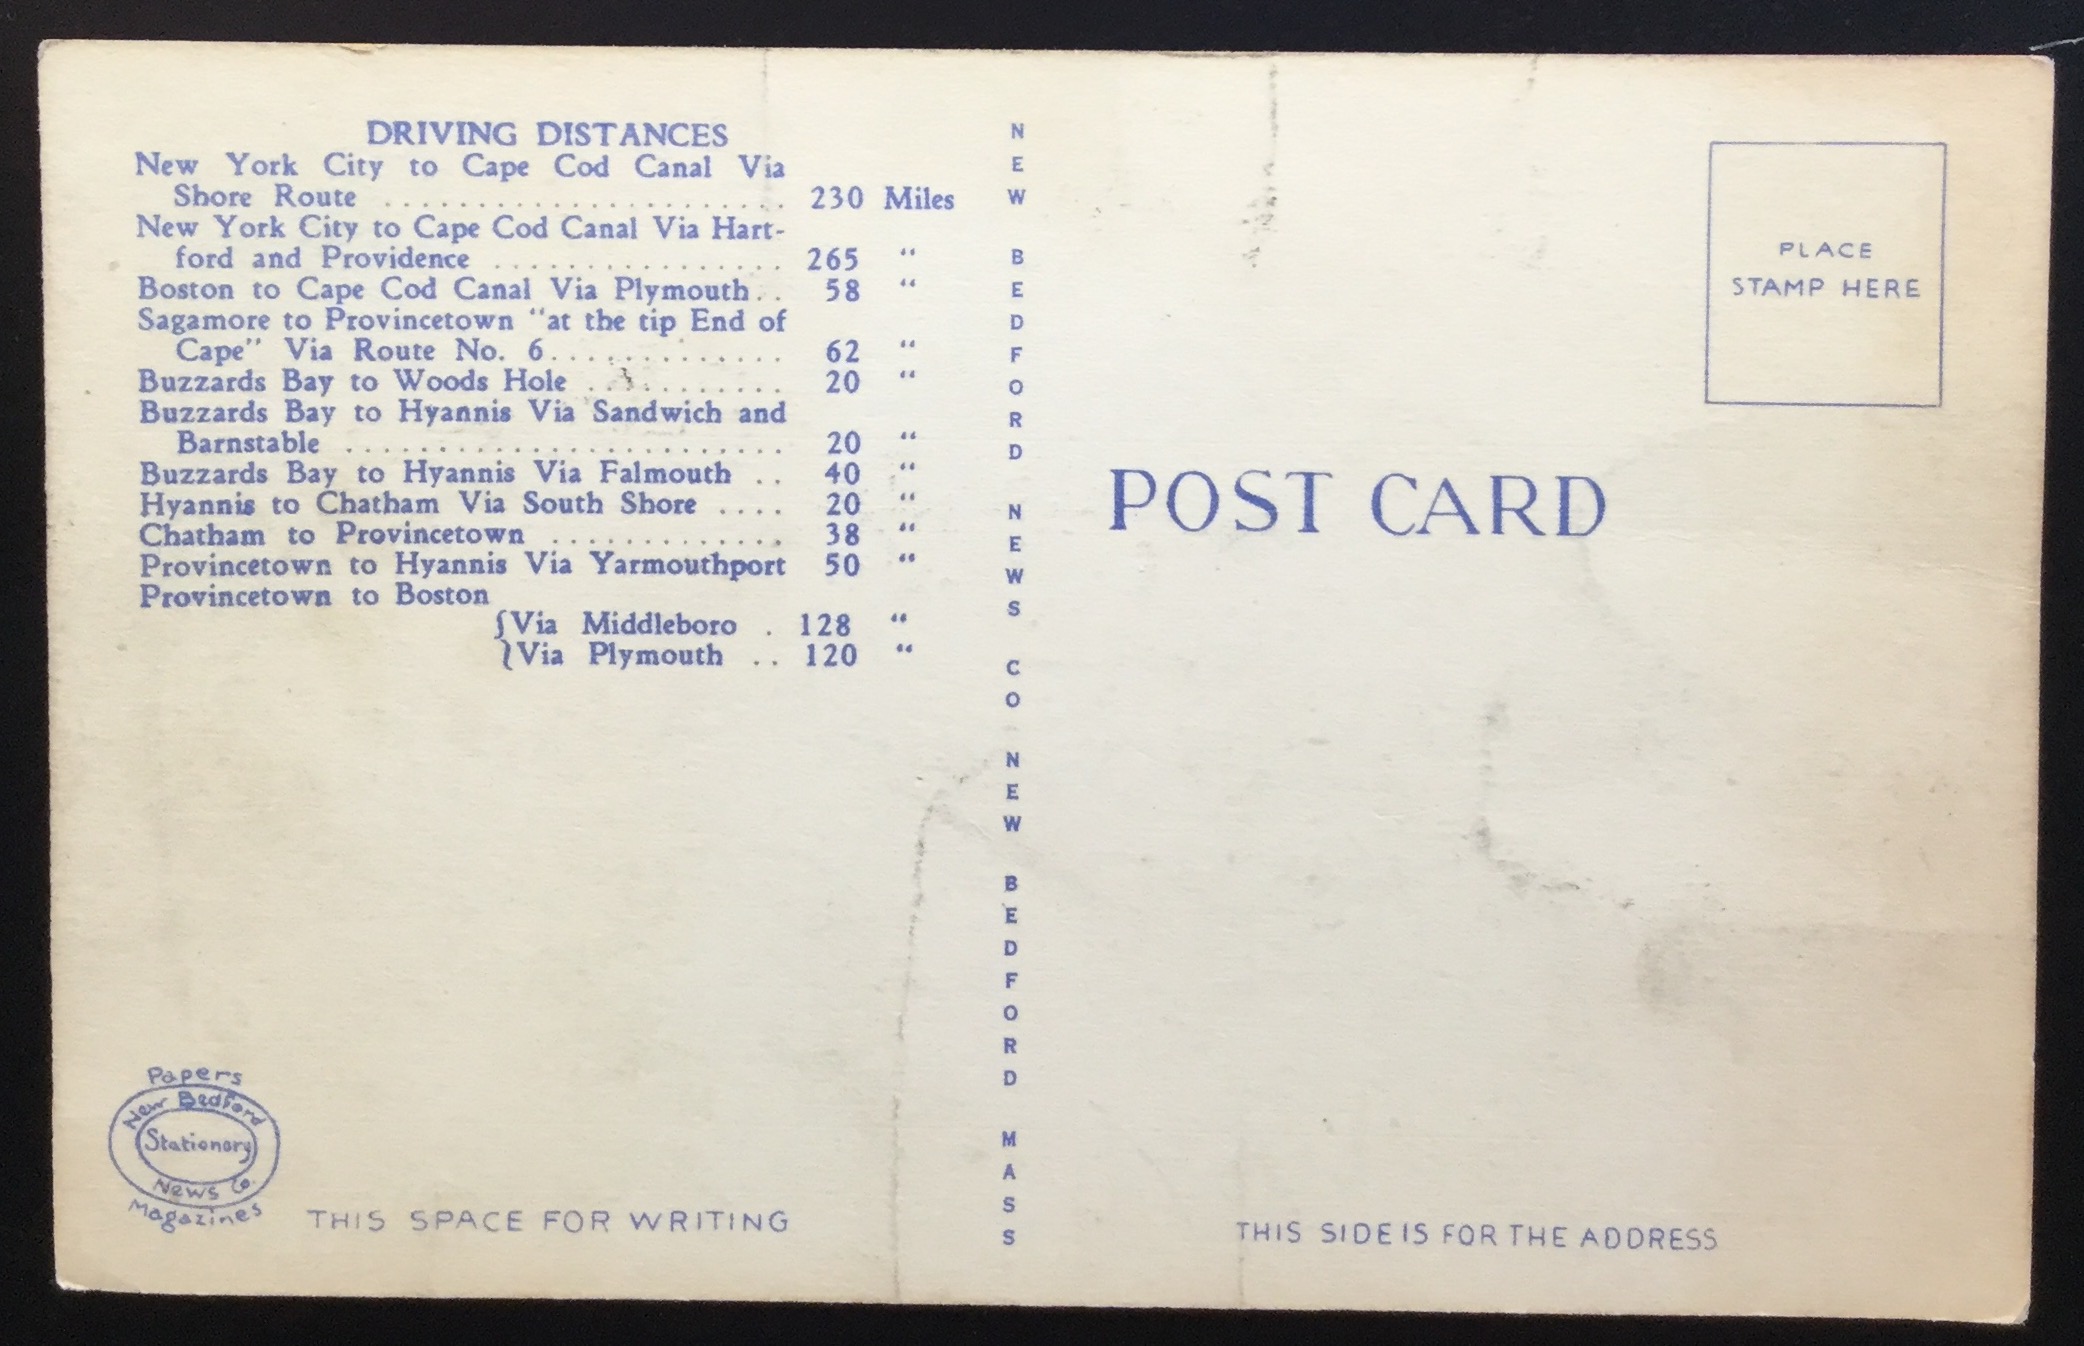 DRIVING DISTANCES
New York City to Cape Cod Canal Via
Shore Route ...................... 230 Miles
New York City to Cape Cod Canal Via Hart-
ford and Providence ................ 265 "
Boston to Cape Cod Canal Via Plymouth.. 58 "
Sagamore to Provincetown "at the tip End of
Cape" Via Route No. 6............. 62 "
Buzzards Bay to Woods Hole ........... 20 "
Buzzards Bay to Hyannis Via Sandwich and
Barnstable ........................ 20 "
Buzzards Bay to Hyannis Via Falmouth .. 40 "
Hyannis to Chatham Via South Shore .... 20 "
Chatham to Provincetown ............. 38 "
Provincetown to Hyannis Via Yarmouthport 50 "
Provincetown to Boston
{Via Middleboro . 128 "
{Via Plymouth .. 120 "
Papers
New Bedford
Stationory
News Co.
Magazines
THIS SPACE FOR WRITING
NEW BEDFORD NEWS CO NEW BEDFORD MASS
PLACE
STAMP HERE
POST CARD
THIS SIDE IS FOR THE ADDRESS